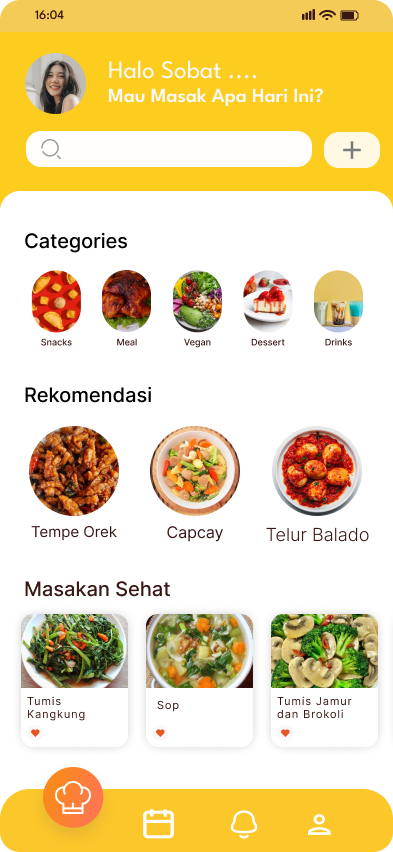 16:04
Halo Sobat ....
Mau Masak Apa Hari Ini?
Categories
Snacks Meal Vegan Dessert Drinks
Rekomendasi
Tempe Orek Capcay Telur Balado
Masakan Sehat
Tumis
Kangkung
Sop
Tumis Jamur
dan Brokoli